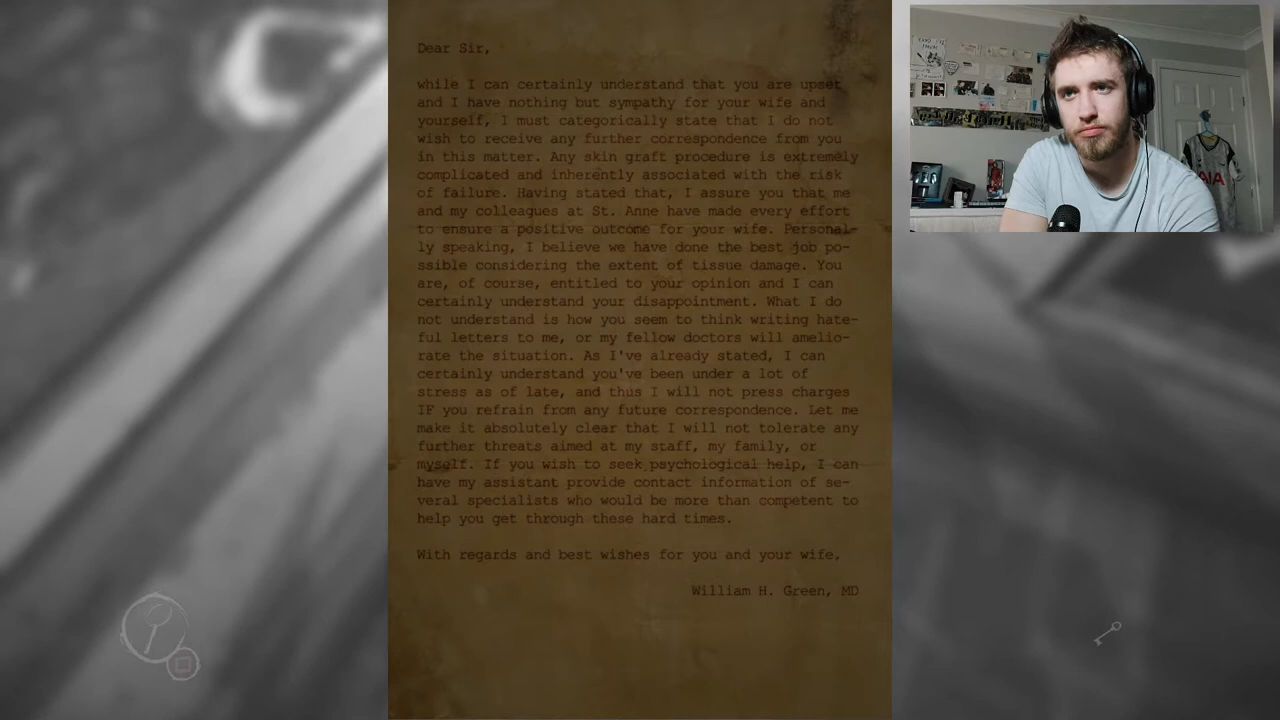 Dear Sir,
while I can certainly understand that you are upset
and I have nothing but sympathy for your wife and
yourself, I must categorically state that I do not
wish to receive any further correspondence from you
in this matter. Any skin graft procedure is extremely
complicated and inherently associated with the risk
of failure. Having stated that, I assure you that me
and my colleagues at St. Anne have made every effort
to ensure a positive outcome for your wife. Personal-
ly speaking, I believe we have done the best job po-
ssible considering the extent of tissue damage. You
are, of course, entitled to your opinion and I can
certainly understand your disappointment. What I do
not understand is how you seem to think writing hate-
ful letters to me, or my fellow doctors will amelio-
rate the situation. As I've already stated, I can
certainly understand you've been under a lot of
stress as of late, and thus I will not press charges
IF you refrain from any future correspondence. Let me
make it absolutely clear that I will not tolerate any
further threats aimed at my staff, my family, or
myself. If you wish to seek psychological help, I can
have my assistant provide contact information of se-
veral specialists who would be more than competent to
help you get through these hard times.
With regards and best wishes for you and your wife,
William H. Green, MD
AIA